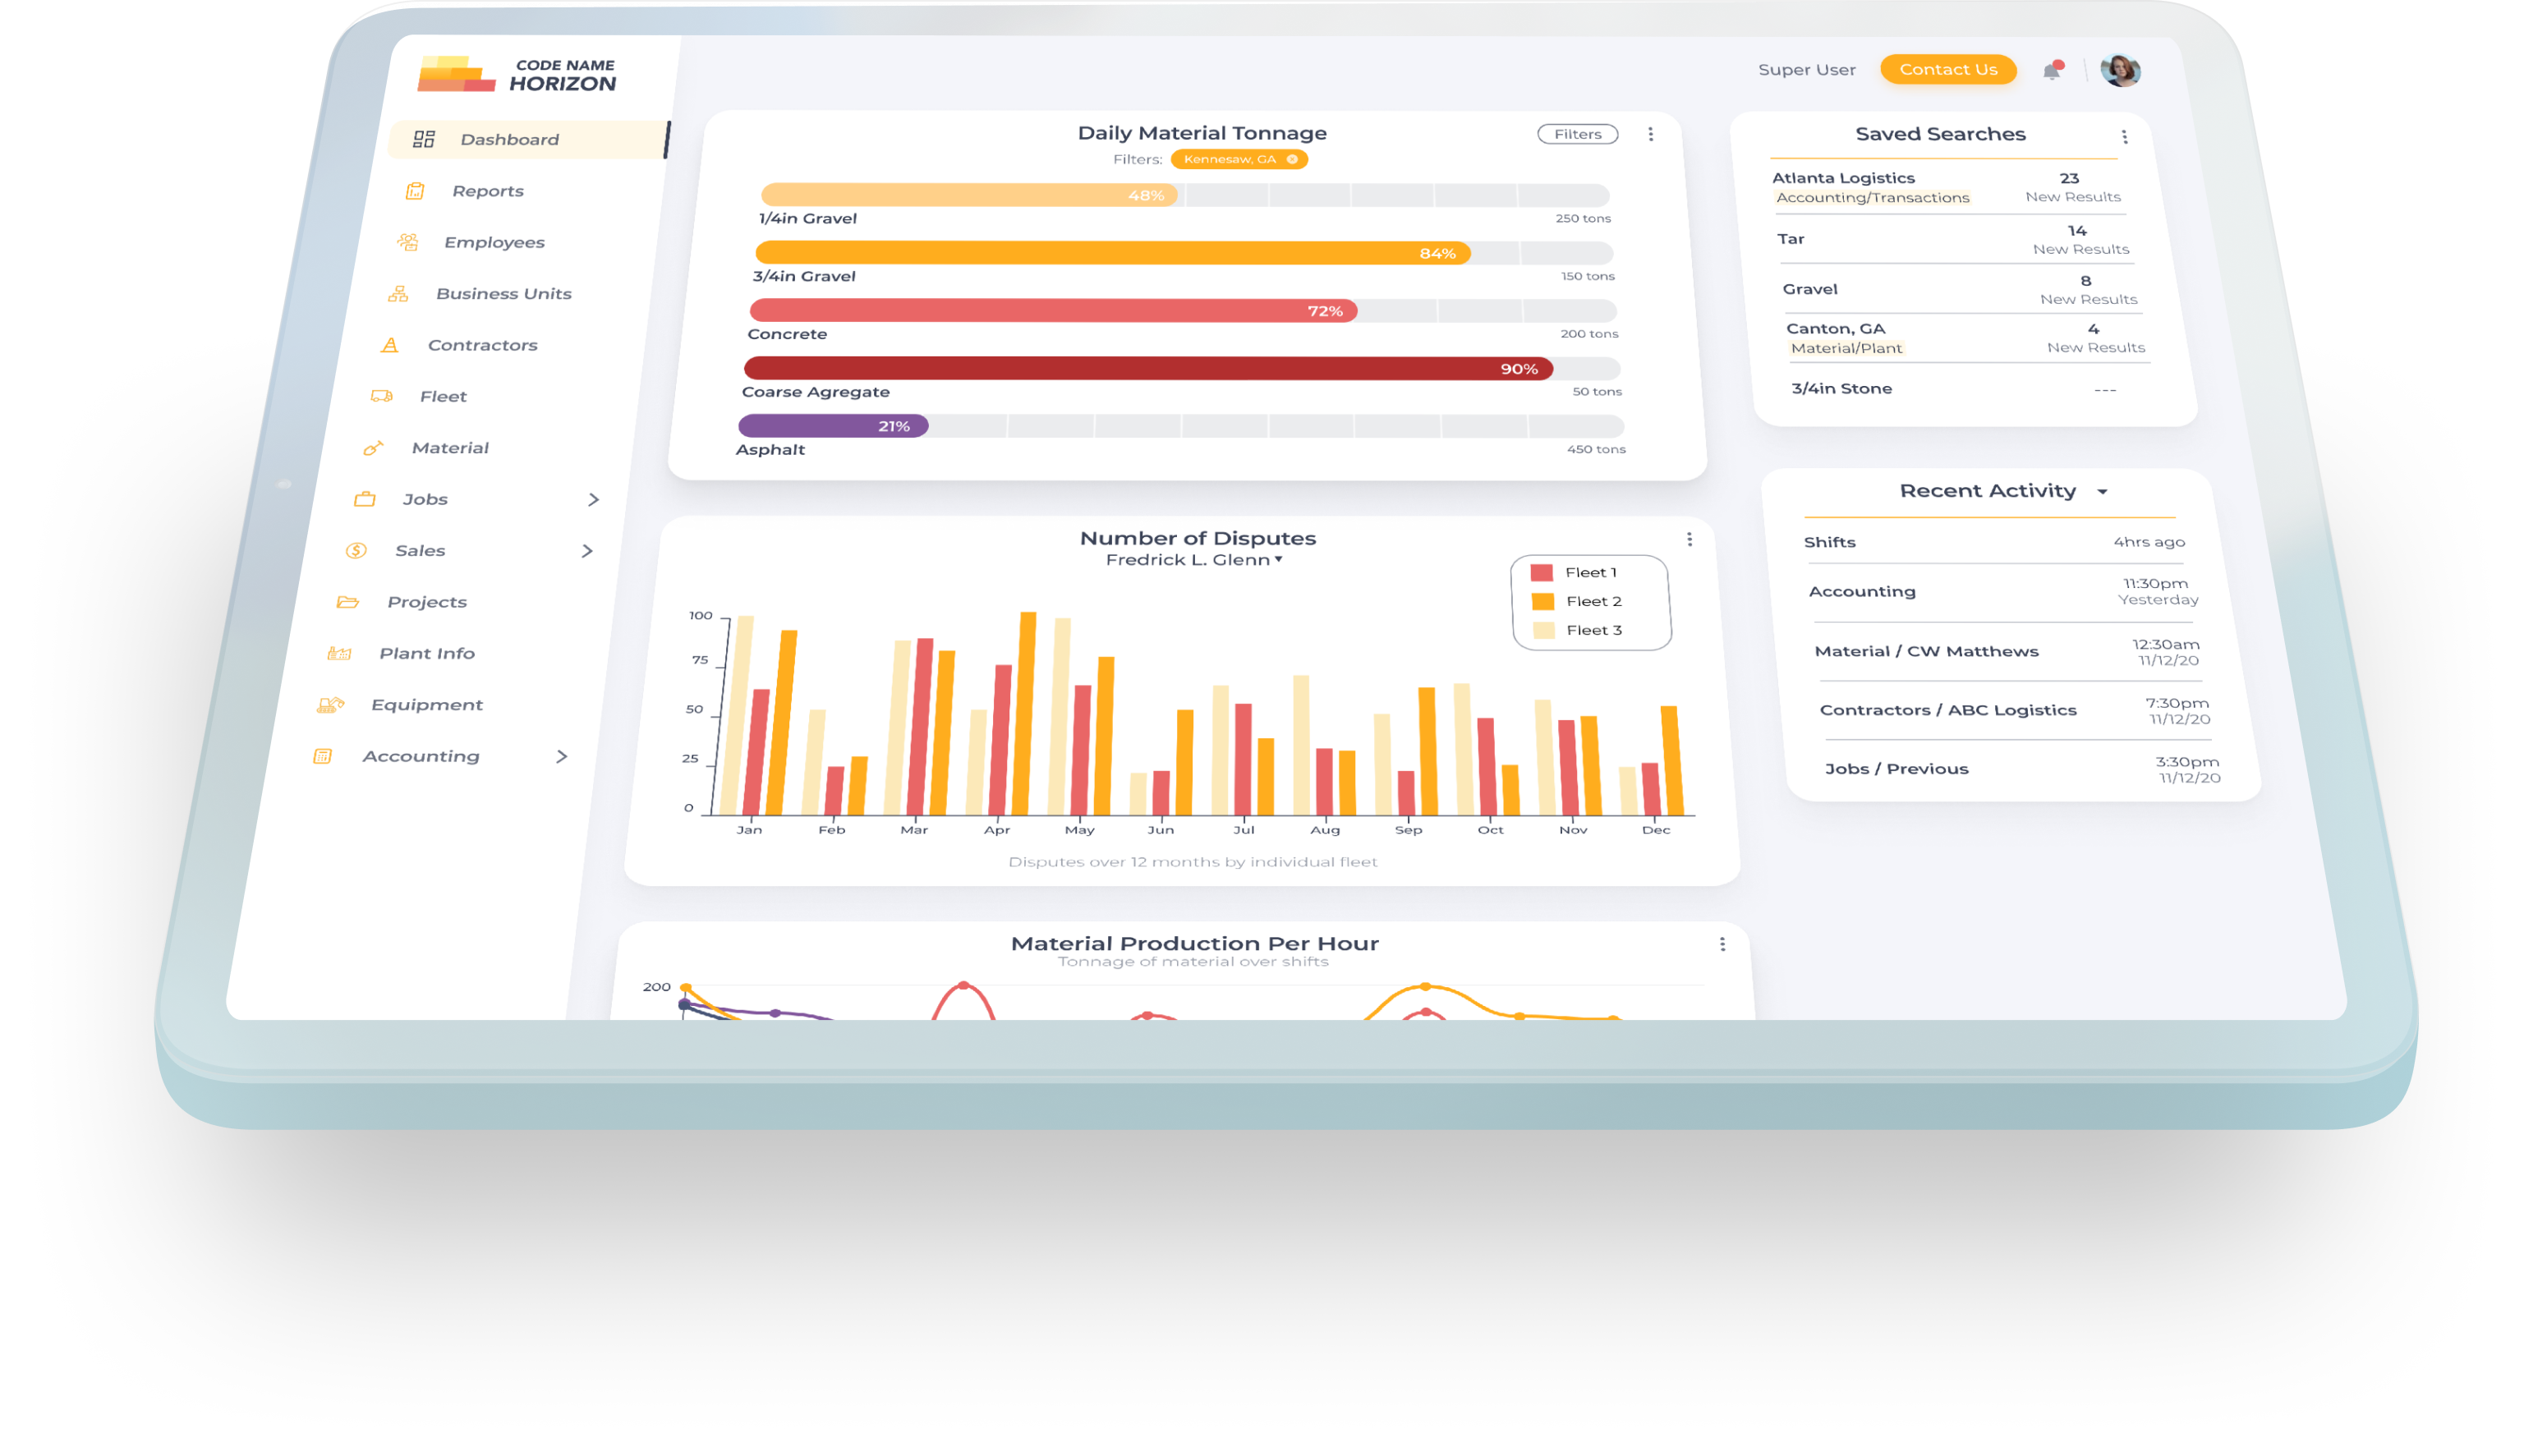 CODE NAME
HORIZON
Dashboard
Reports
Employees
Business Units
Contractors
Fleet
Material
Jobs
Sales
Projects
Plant Info
Equipment
Accounting
Super User
Contact Us
Daily Material Tonnage
Filters
Filters:
Kennesaw, GA
48%
1/4in Gravel
250 tons
84%
3/4in Gravel
150 tons
72%
Concrete
200 tons
90%
Coarse Agregate
50 tons
21%
Asphalt
450 tons
Number of Disputes
Fredrick L. Glenn
Fleet 1
Fleet 2
Fleet 3
100
75
50
25
0
Jan Feb Mar Apr May Jun Jul Aug Sep Oct Nov Dec
Disputes over 12 months by individual fleet
Material Production Per Hour
Tonnage of material over shifts
200
Saved Searches
Atlanta Logistics 23
Accounting/Transactions New Results
Tar 14
New Results
Gravel 8
New Results
Canton, GA 4
Material/Plant New Results
3/4in Stone ---
Recent Activity
Shifts 4hrs ago
Accounting 11:30pm
Yesterday
Material / CW Matthews 12:30am
11/12/20
Contractors / ABC Logistics 7:30pm
11/12/20
Jobs / Previous 3:30pm
11/12/20